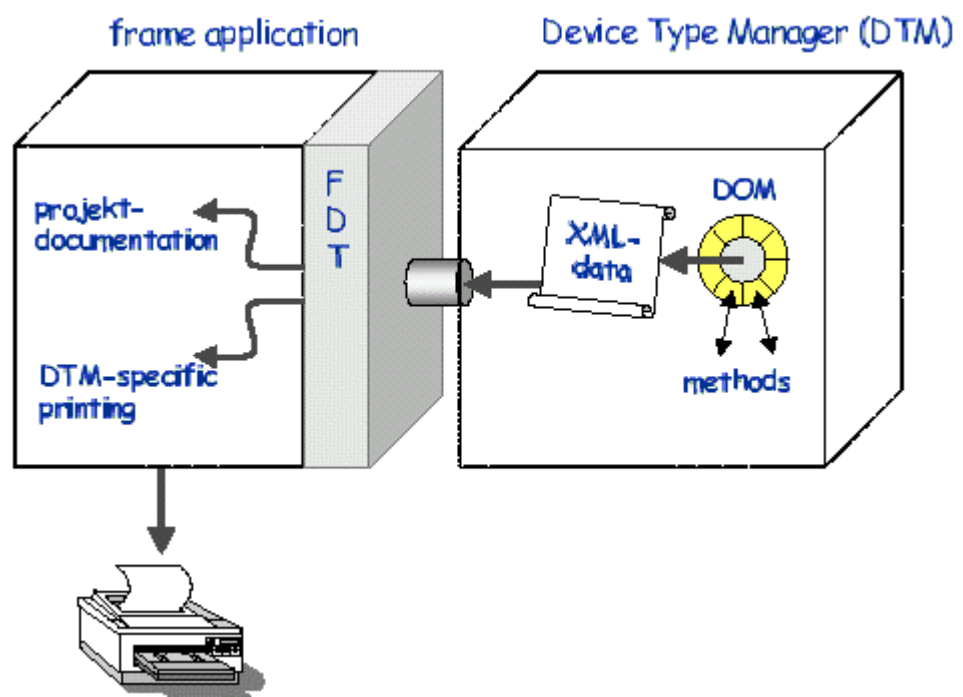 frame application
Device Type Manager (DTM)
projekt-
documentation
DTM-specific
printing
F
D
T
XML-
data
DOM
methods